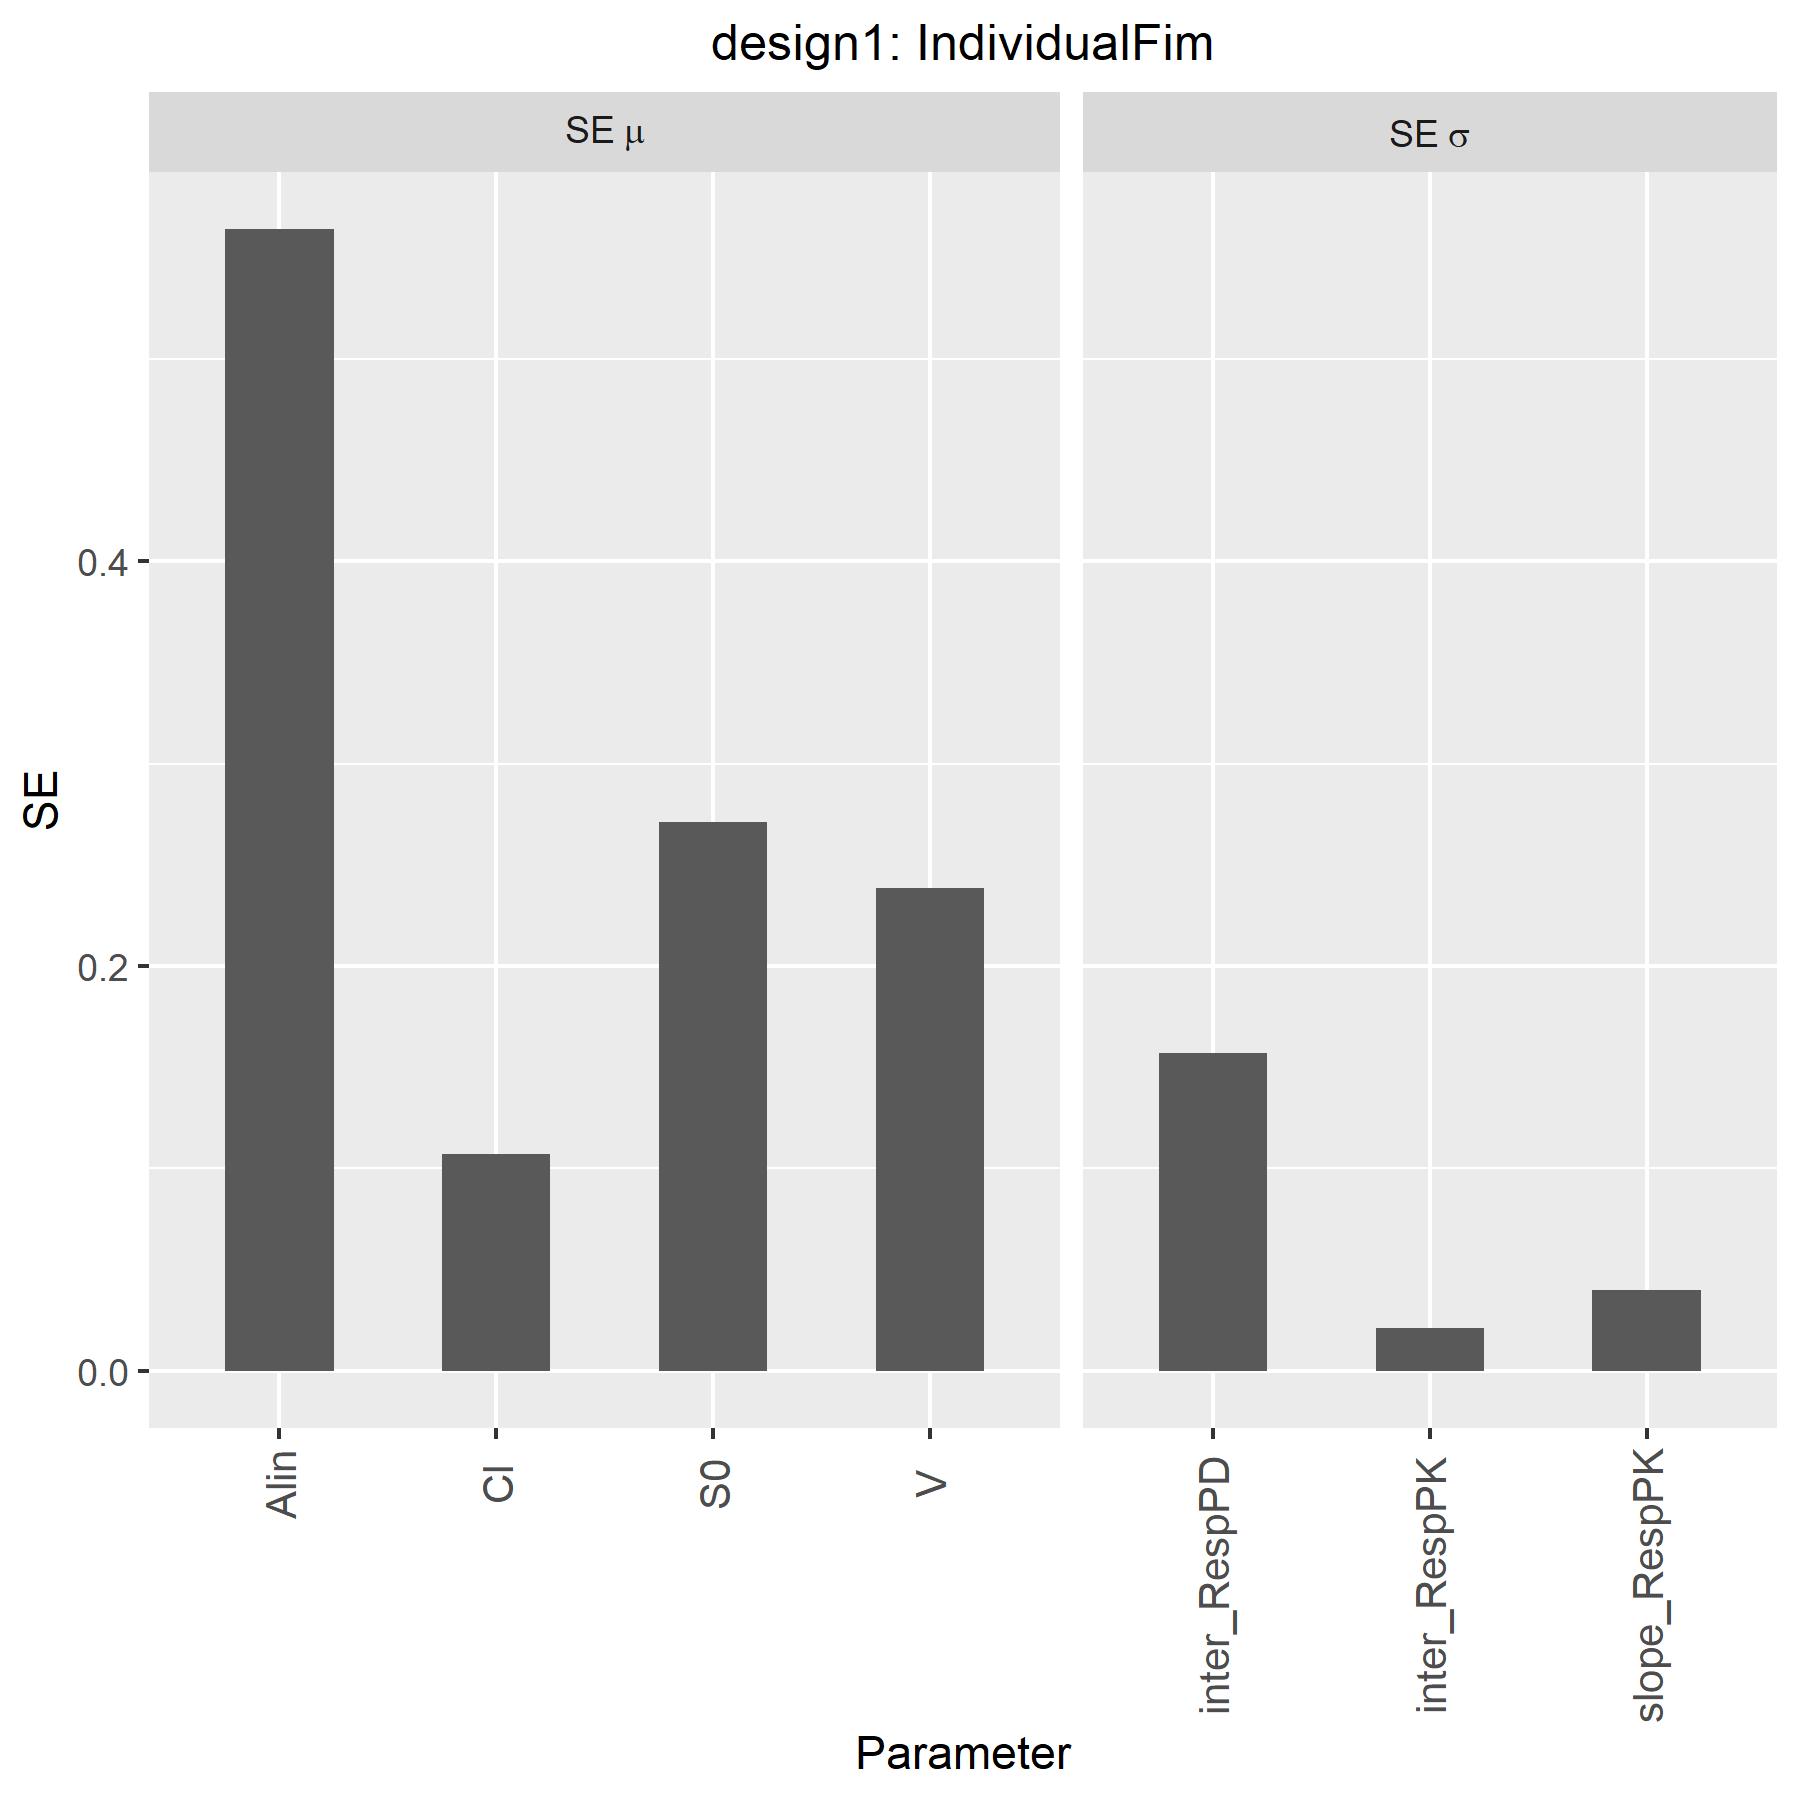 design1: IndividualFim
SE μ
SE σ
SE
0.4
0.2
0.0
Alin
Cl
S0
V
inter_RespPD
inter_RespPK
slope_RespPK
Parameter